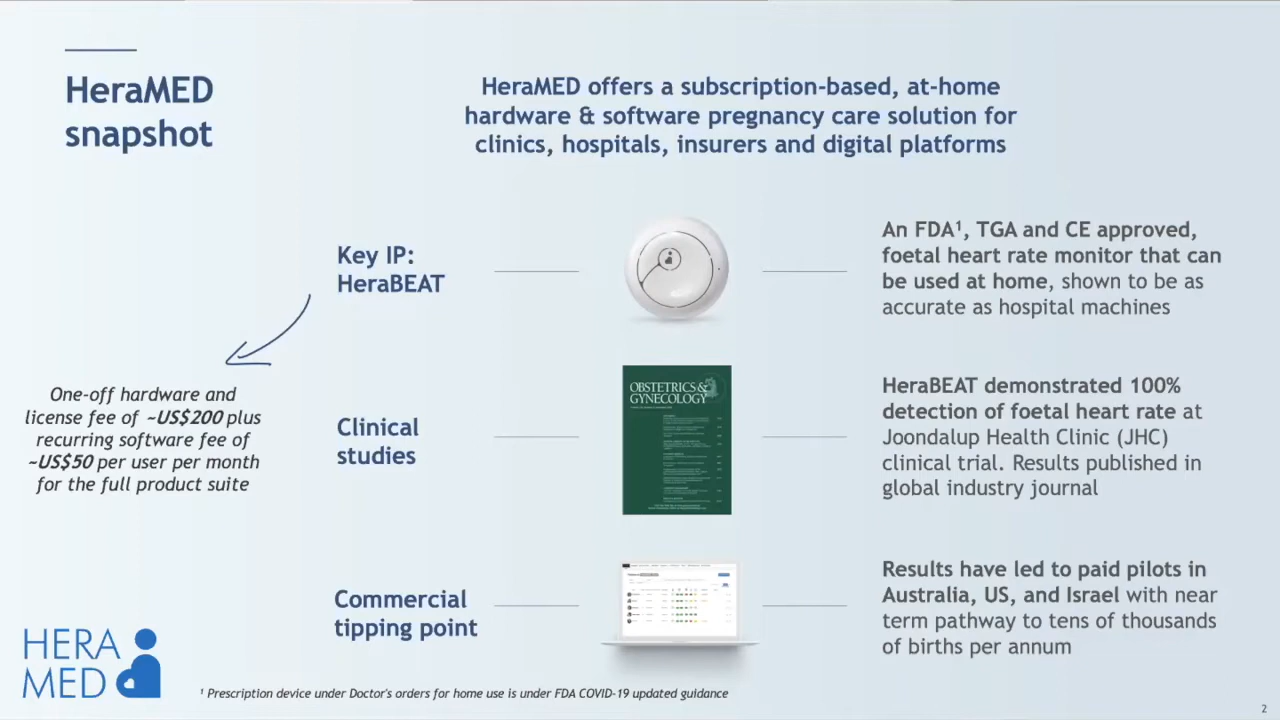 HeraMED
snapshot
HeraMED offers a subscription-based, at-home
hardware & software pregnancy care solution for
clinics, hospitals, insurers and digital platforms
Key IP:
HeraBEAT
An FDA¹, TGA and CE approved,
foetal heart rate monitor that can
be used at home, shown to be as
accurate as hospital machines
One-off hardware and
license fee of ~US$200 plus
recurring software fee of
~US$50 per user per month
for the full product suite
Clinical
studies
OBSTETRICS &
GYNECOLOGY
HeraBEAT demonstrated 100%
detection of foetal heart rate at
Joondalup Health Clinic (JHC)
clinical trial. Results published in
global industry journal
Commercial
tipping point
Results have led to paid pilots in
Australia, US, and Israel with near
term pathway to tens of thousands
of births per annum
HERA
MED
¹ Prescription device under Doctor's orders for home use is under FDA COVID-19 updated guidance
2